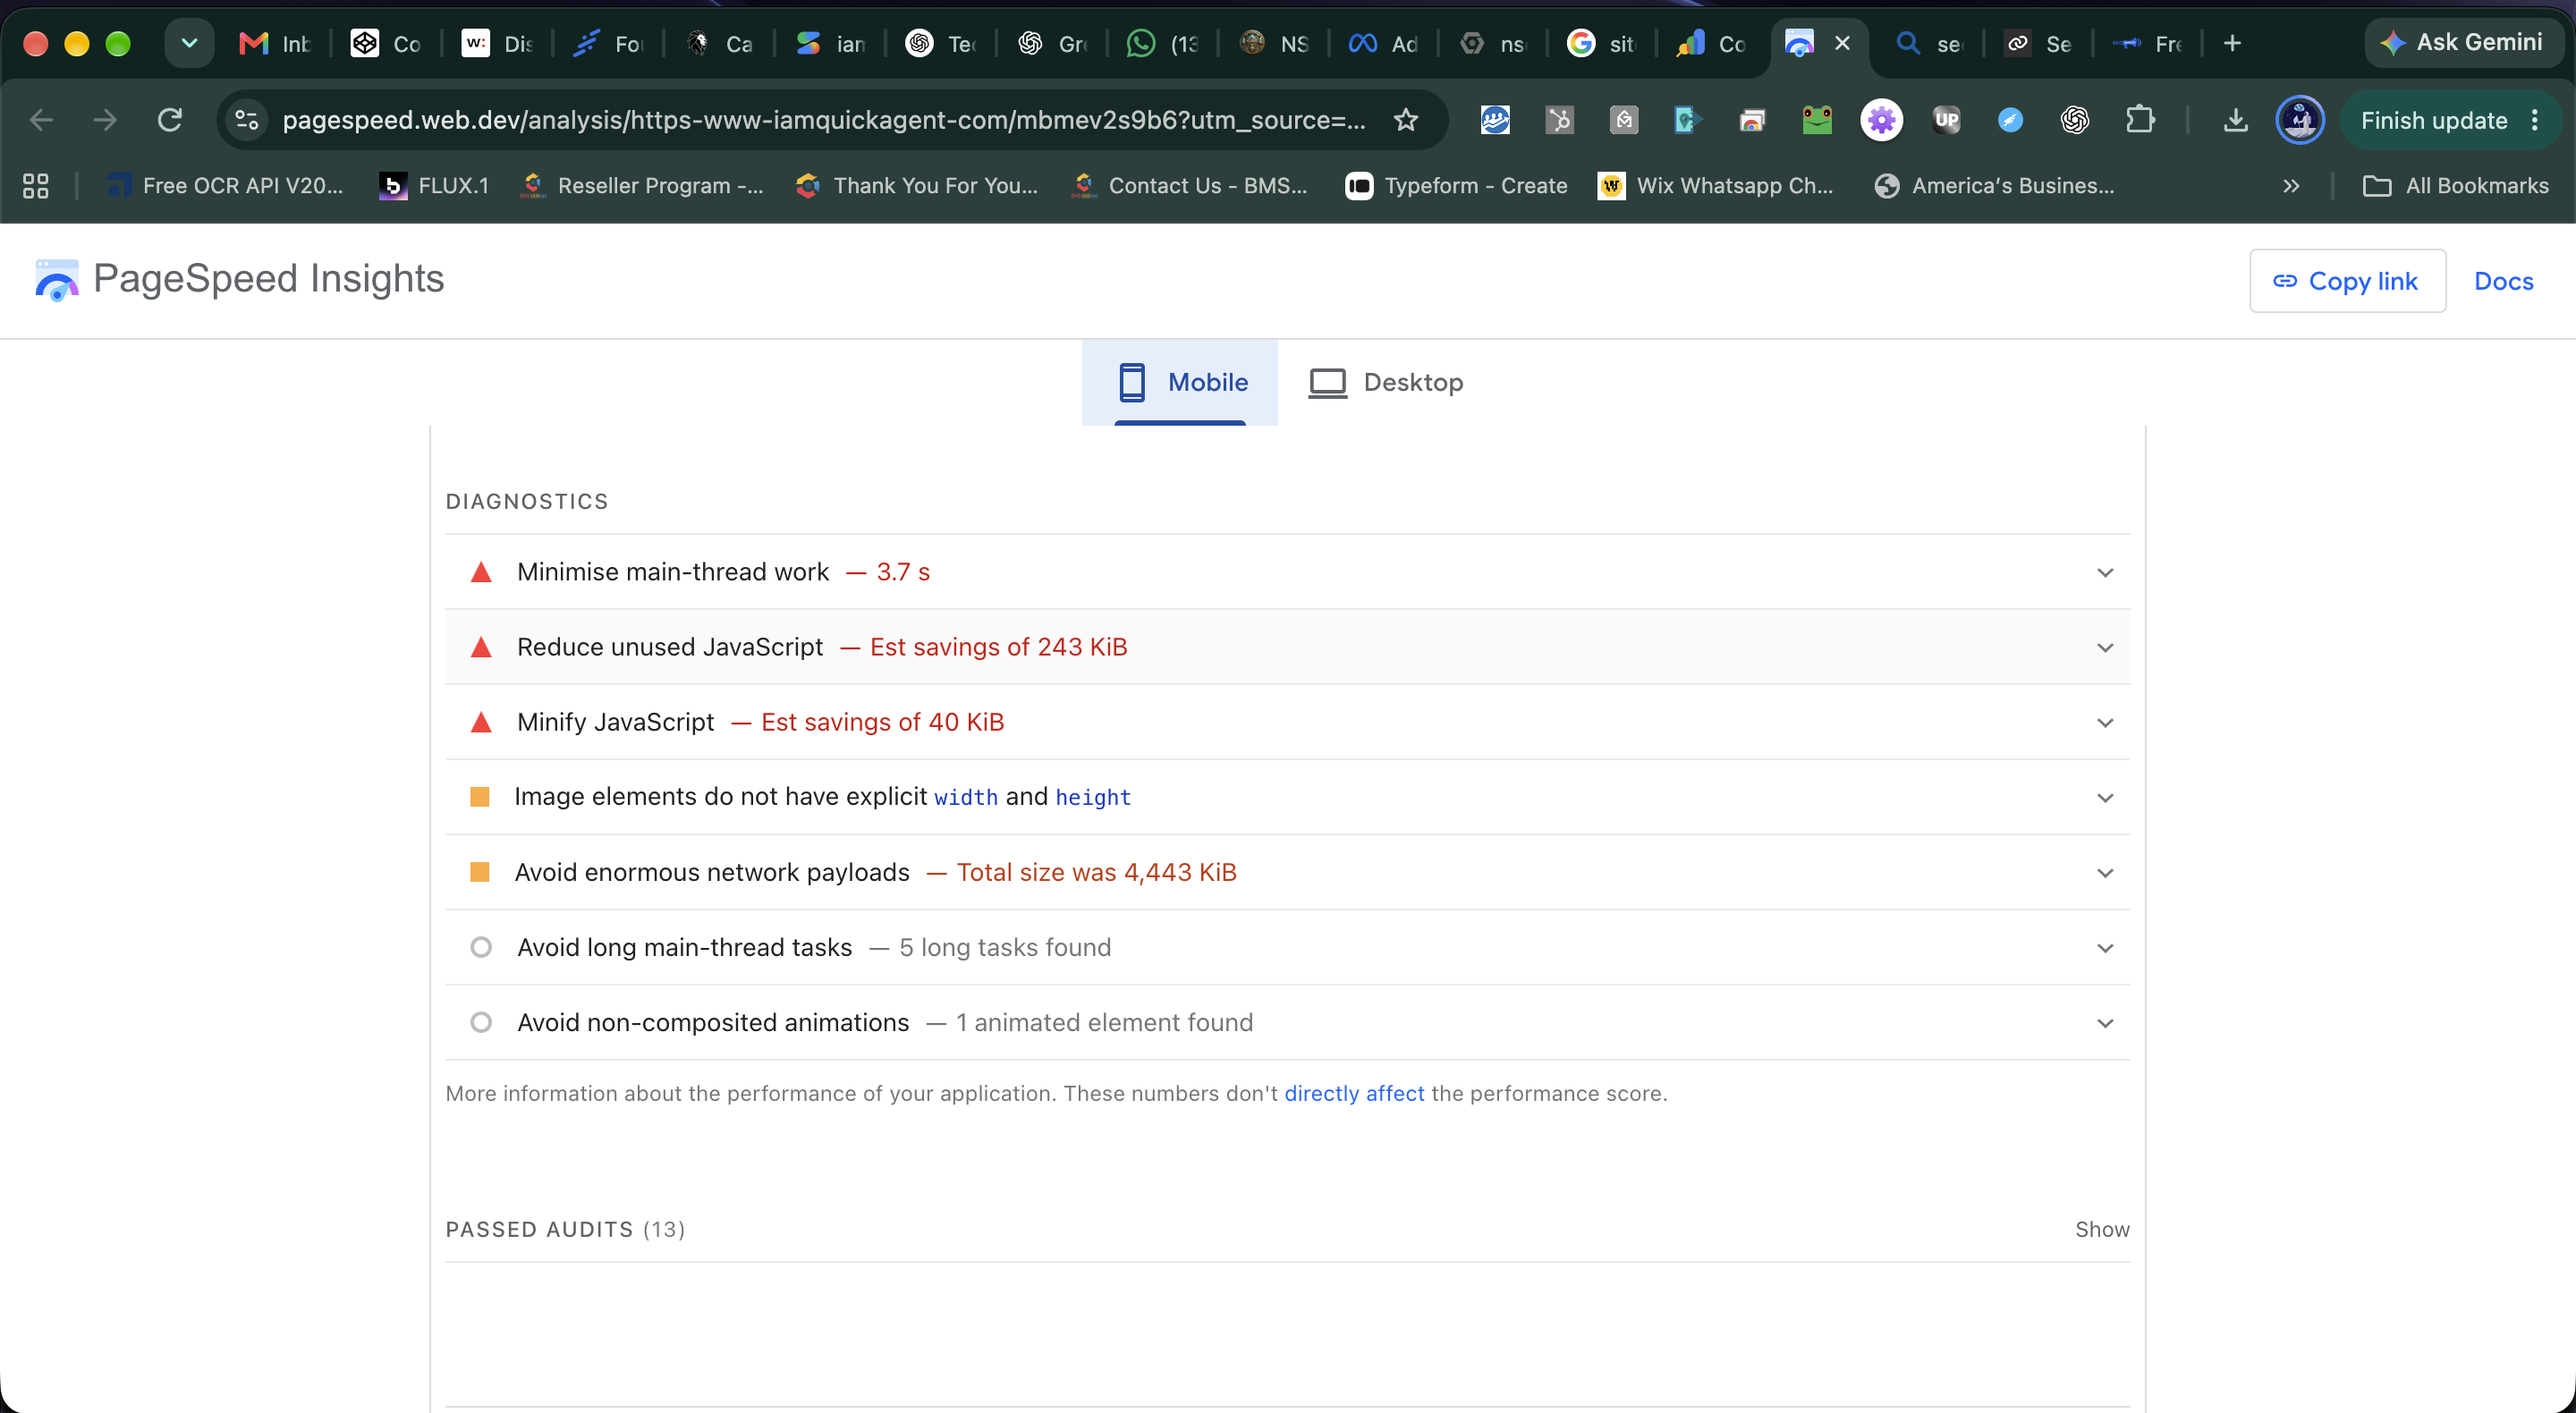 Inb
Co
w:
Dis
Fou
Ca
iam
Tec
Gre
(13
NS
Ad
ns
site
Co
se
Se
Fre
Ask Gemini
pagespeed.web.dev/analysis/https-www-iamquickagent-com/mbmev2s9b6?utm_source=...
UP
Finish update
Free OCR API V20...
FLUX.1
Reseller Program -...
Thank You For You...
Contact Us - BMS...
Typeform - Create
Wix Whatsapp Ch...
America's Busines...
All Bookmarks
PageSpeed Insights
Copy link
Docs
Mobile
Desktop
DIAGNOSTICS
Minimise main-thread work — 3.7 s
Reduce unused JavaScript — Est savings of 243 KiB
Minify JavaScript — Est savings of 40 KiB
Image elements do not have explicit width and height
Avoid enormous network payloads — Total size was 4,443 KiB
Avoid long main-thread tasks — 5 long tasks found
Avoid non-composited animations — 1 animated element found
More information about the performance of your application. These numbers don't directly affect the performance score.
PASSED AUDITS (13)
Show